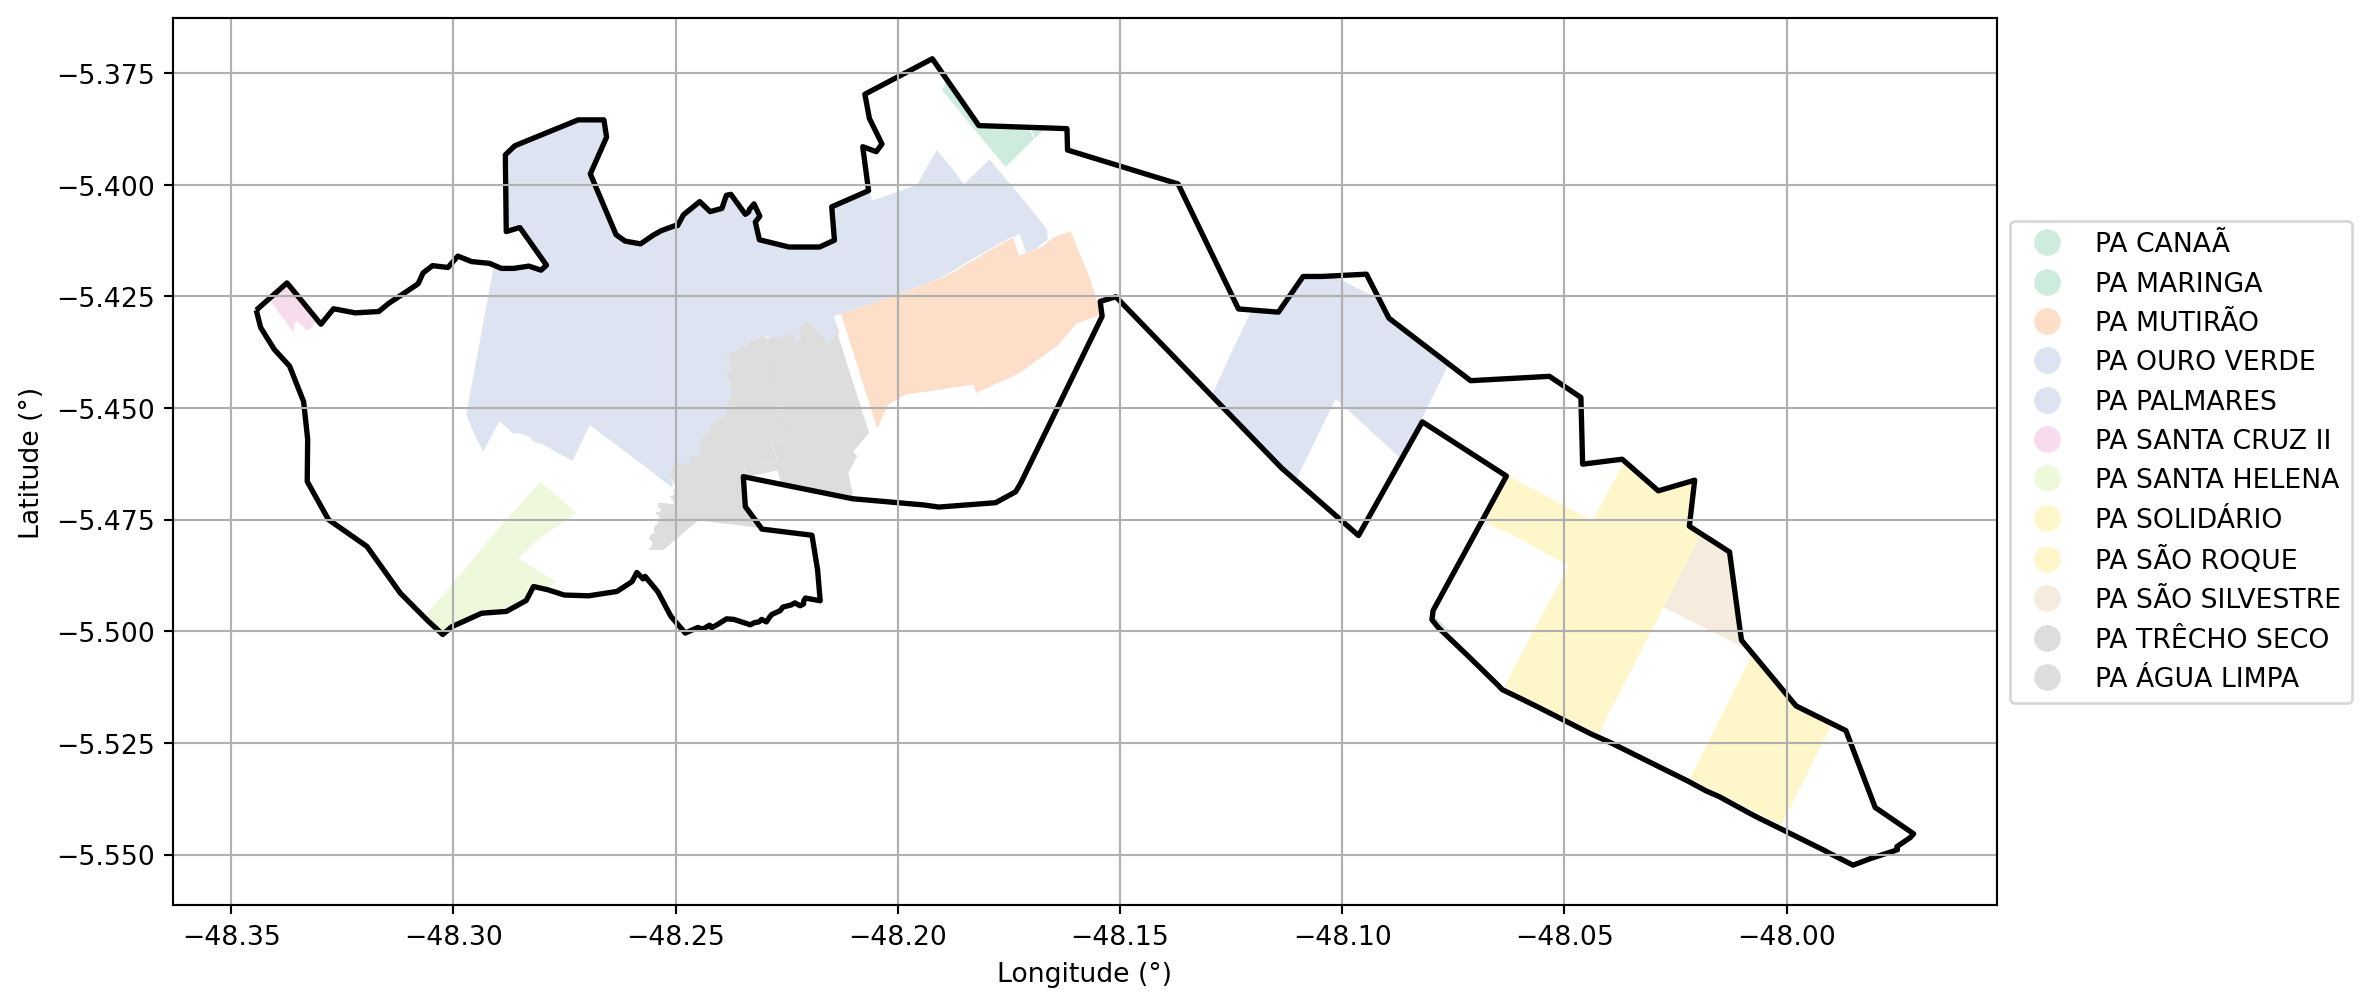 −5.375
−5.400
−5.425
−5.450
−5.475
−5.500
−5.525
−5.550
Latitude (°)
−48.35 −48.30 −48.25 −48.20 −48.15 −48.10 −48.05 −48.00
Longitude (°)
PA CANAÃ
PA MARINGA
PA MUTIRÃO
PA OURO VERDE
PA PALMARES
PA SANTA CRUZ II
PA SANTA HELENA
PA SOLIDÁRIO
PA SÃO ROQUE
PA SÃO SILVESTRE
PA TRÊCHO SECO
PA ÁGUA LIMPA